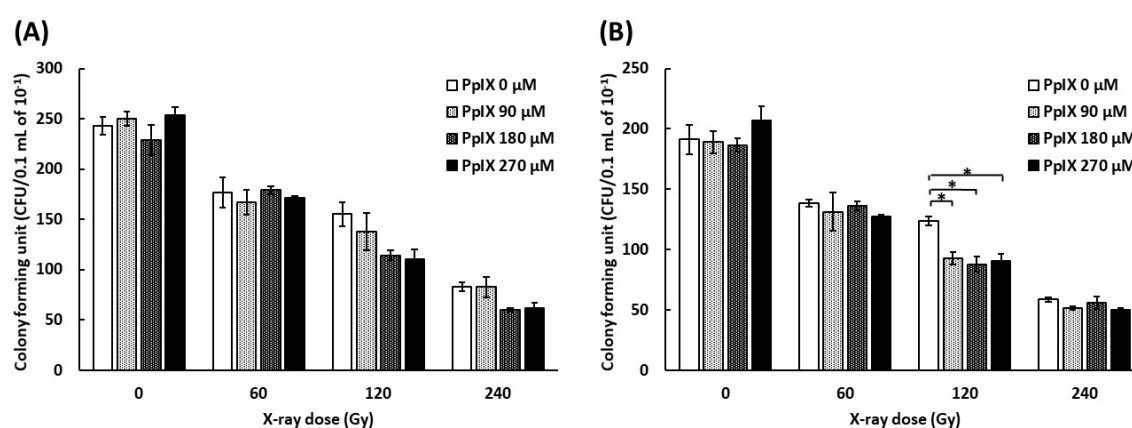 (A)
Colony forming unit (CFU/0.1 mL of 10⁻¹)
300
250
200
150
100
50
0
PpIX 0 µM
PpIX 90 µM
PpIX 180 µM
PpIX 270 µM
0 60 120 240
X-ray dose (Gy)
(B)
Colony forming unit (CFU/0.1 mL of 10⁻¹)
250
200
150
100
50
0
PpIX 0 µM
PpIX 90 µM
PpIX 180 µM
PpIX 270 µM
*
*
*
0 60 120 240
X-ray dose (Gy)